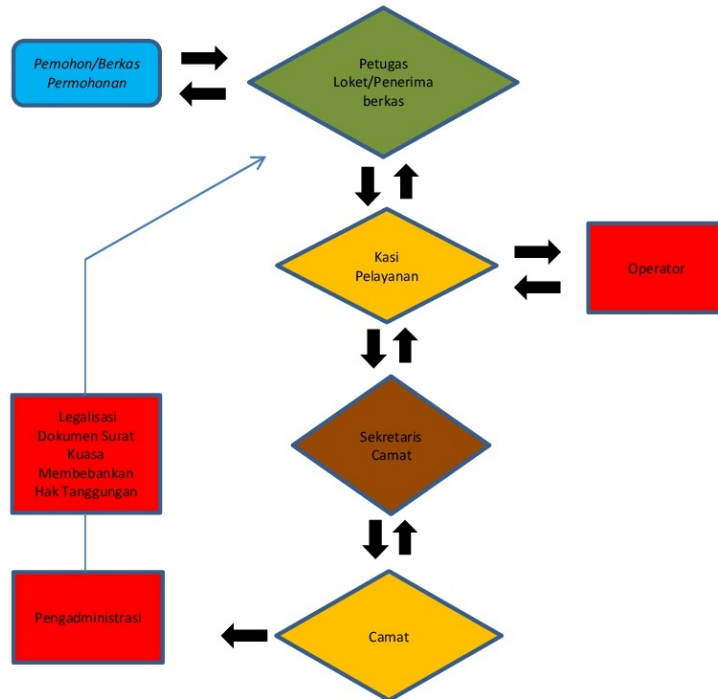 Pemohon/Berkas
Permohonan
Petugas
Loket/Penerima
berkas
Kasi
Pelayanan
Operator
Legalisasi
Dokumen Surat
Kuasa
Membebankan
Hak Tanggungan
Sekretaris
Camat
Pengadministrasi
Camat